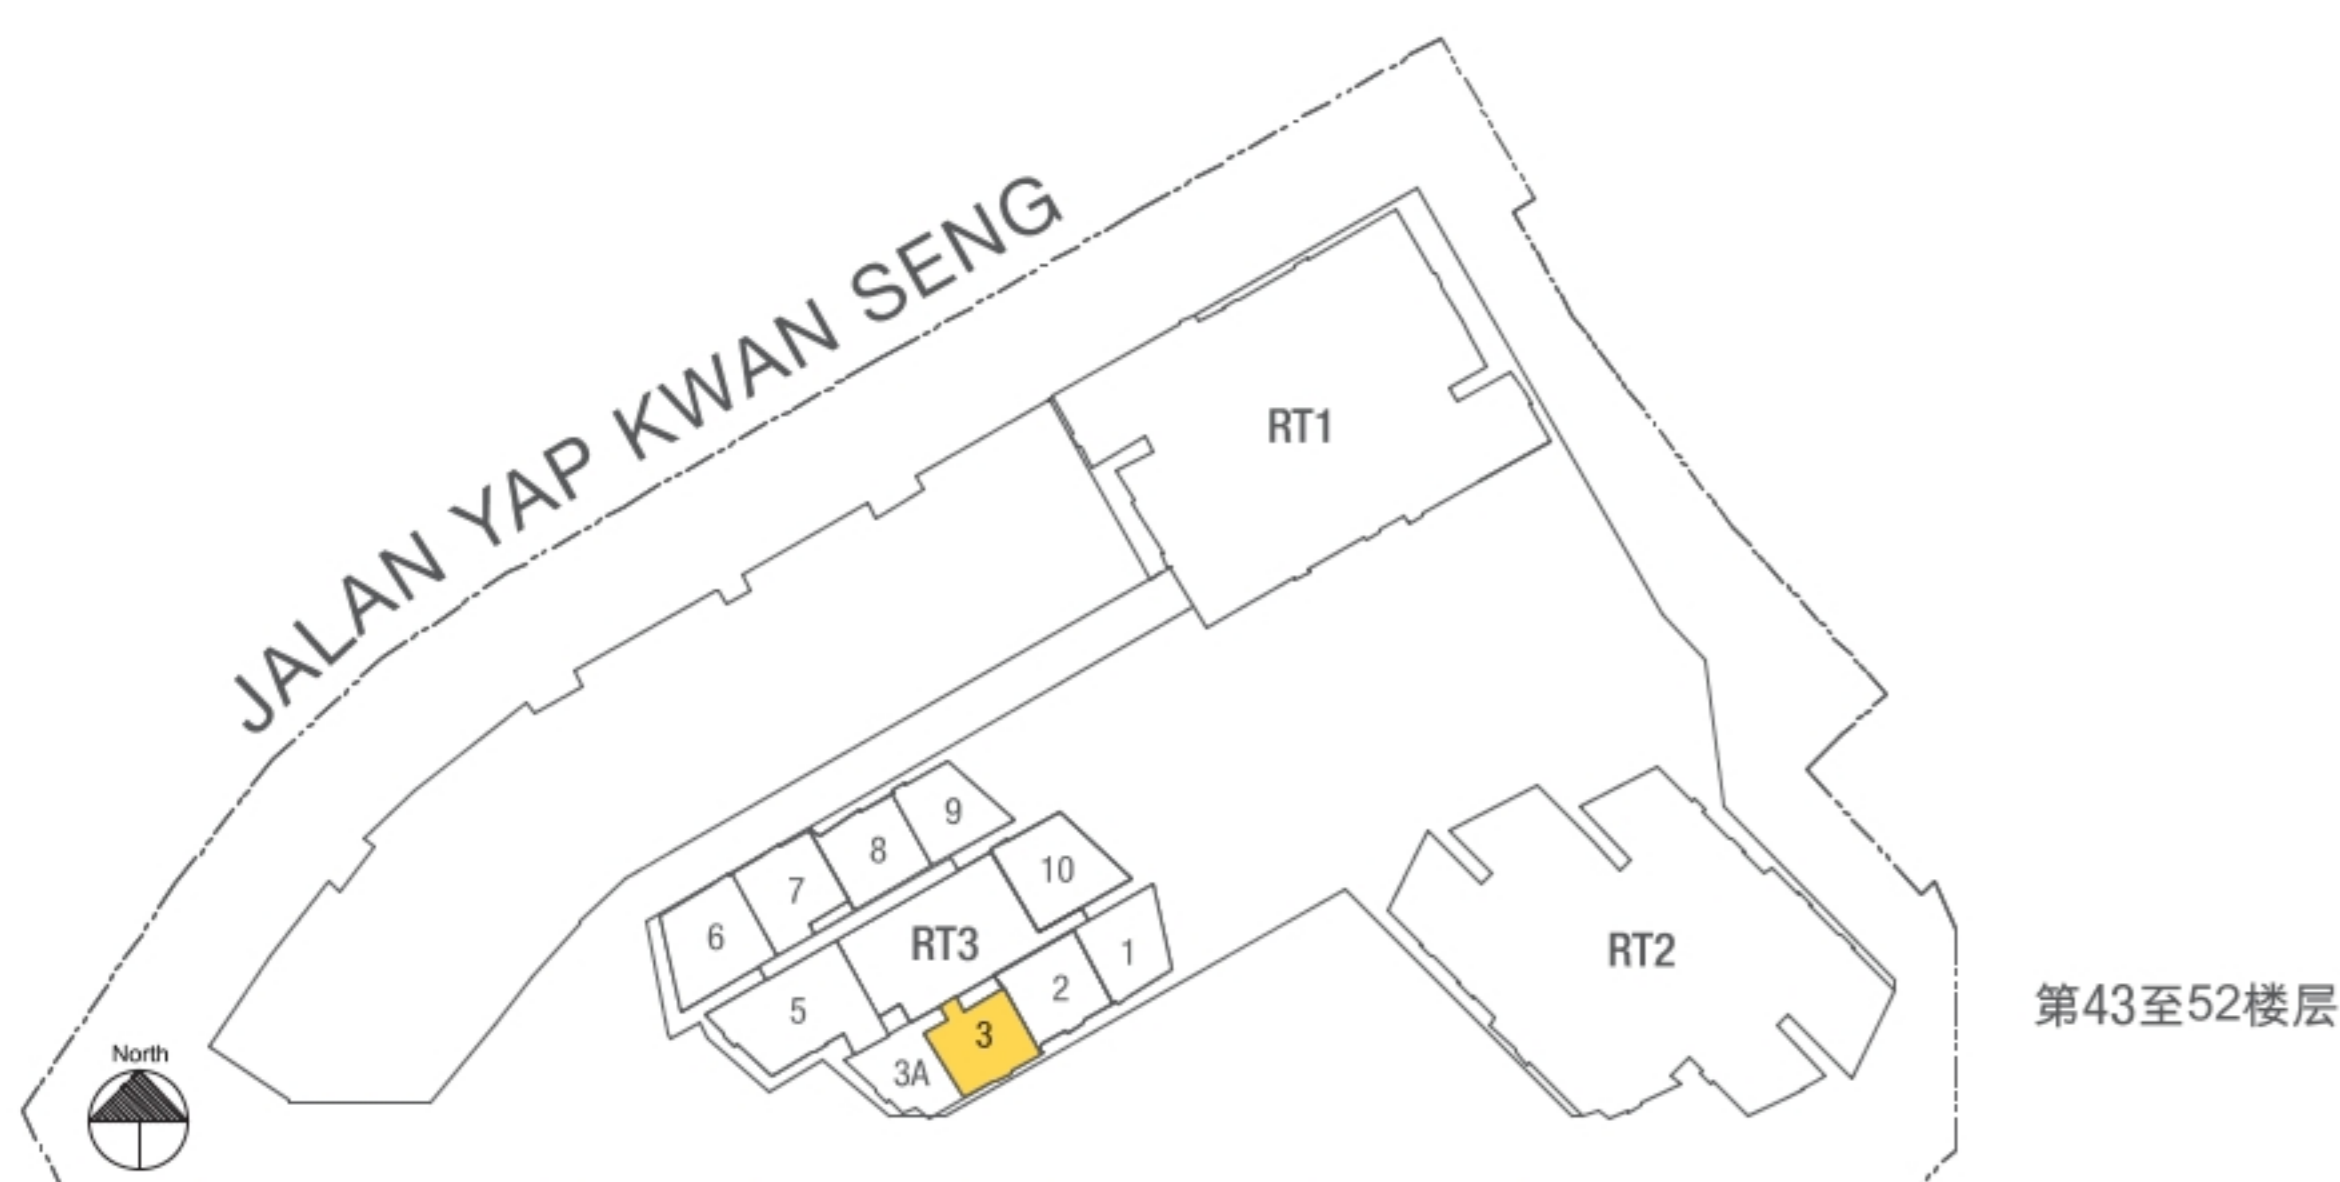 JALAN YAP KWAN SENG
RT1
9
8
10
7
6
RT3
1
RT2
2
5
第43至52楼层
3
North
3A